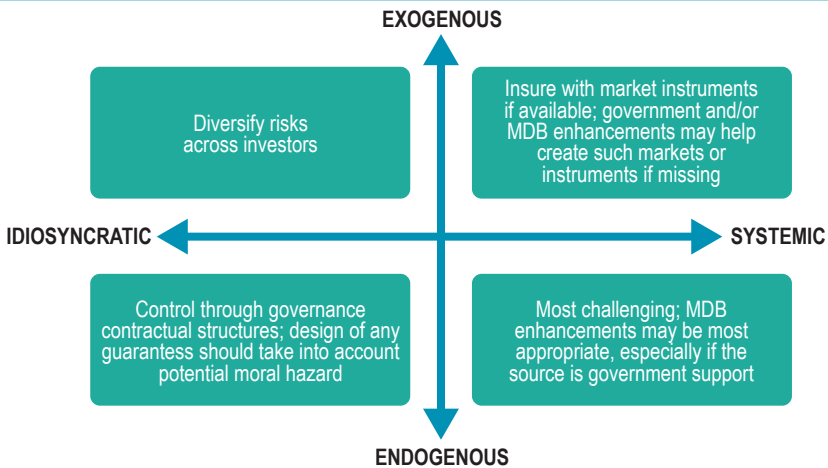 EXOGENOUS
Diversify risks
across investors
Insure with market instruments
if available; government and/or
MDB enhancements may help
create such markets or
instruments if missing
IDIOSYNCRATIC
SYSTEMIC
Control through governance
contractual structures; design of any
guarantess should take into account
potential moral hazard
Most challenging; MDB
enhancements may be most
appropriate, especially if the
source is government support
ENDOGENOUS